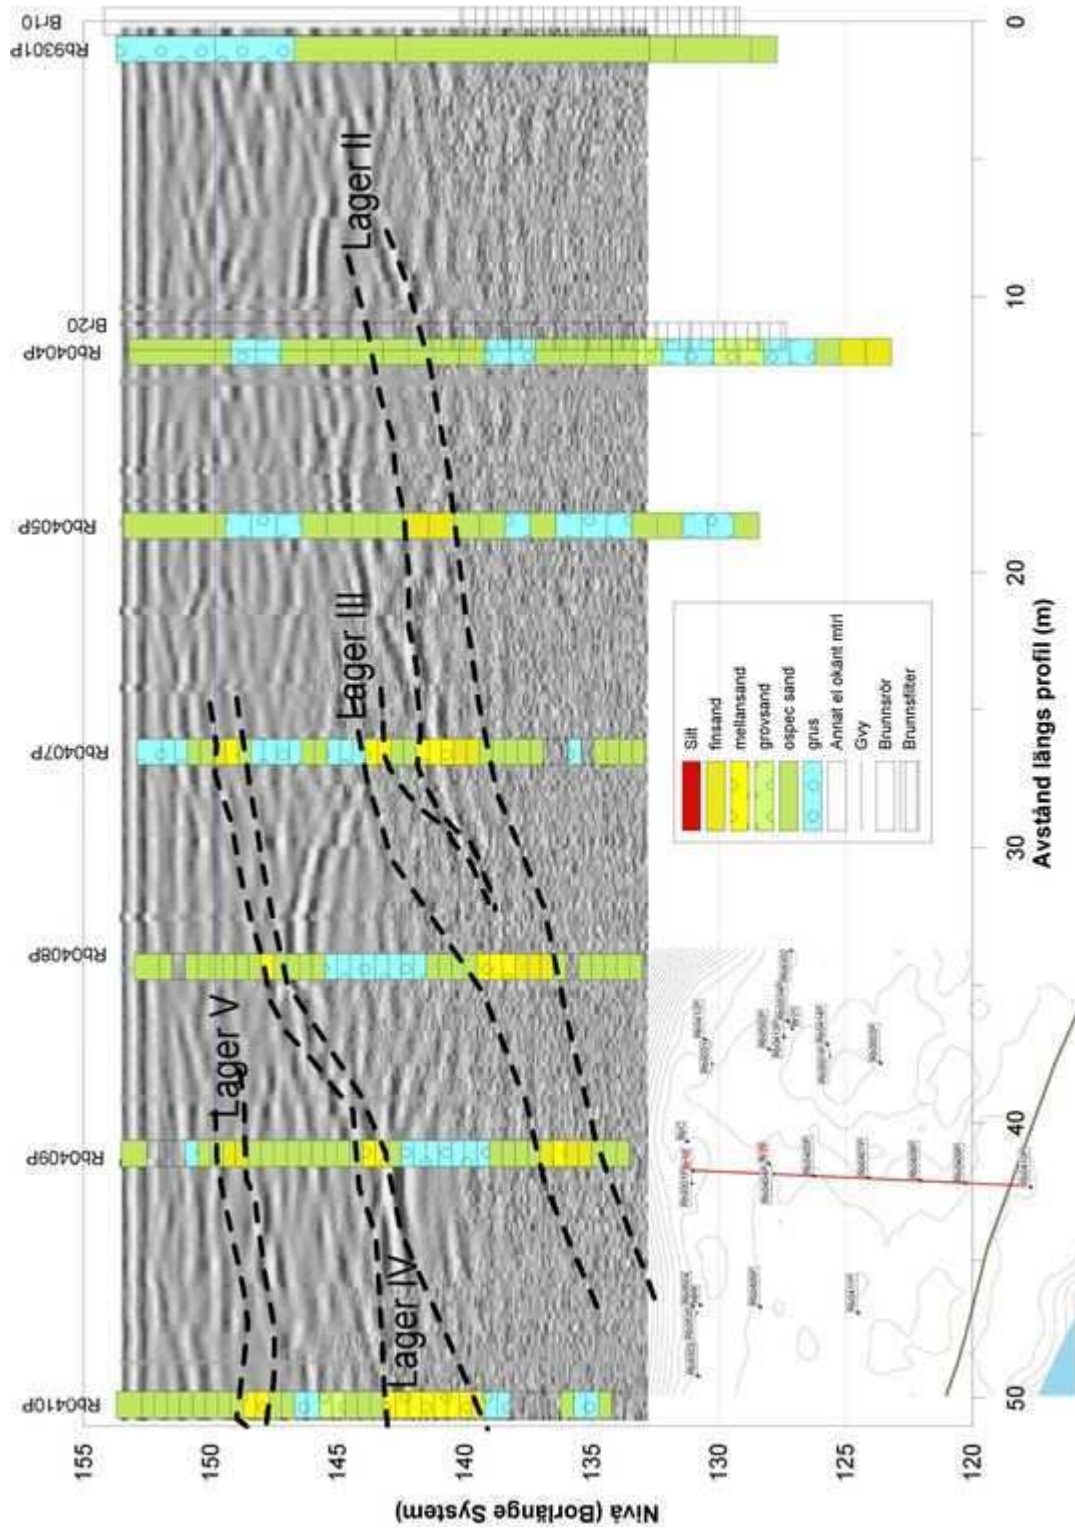 Br10
Rb9301P
Br20
Rb0404P
Rb0405P
Rb0407P
Rb0408P
Rb0409P
Rb0410P
Lager II
Lager III
Lager V
Lager IV
0
10
20
30
40
50
Avstånd längs profil (m)
155
150
145
140
135
130
125
120
Nivå (Borlänge System)
Silt
finsand
mellansand
grovsand
ospec sand
grus
Annat el okänt mtrl
Gvy
Brunnsrör
Brunnsfilter